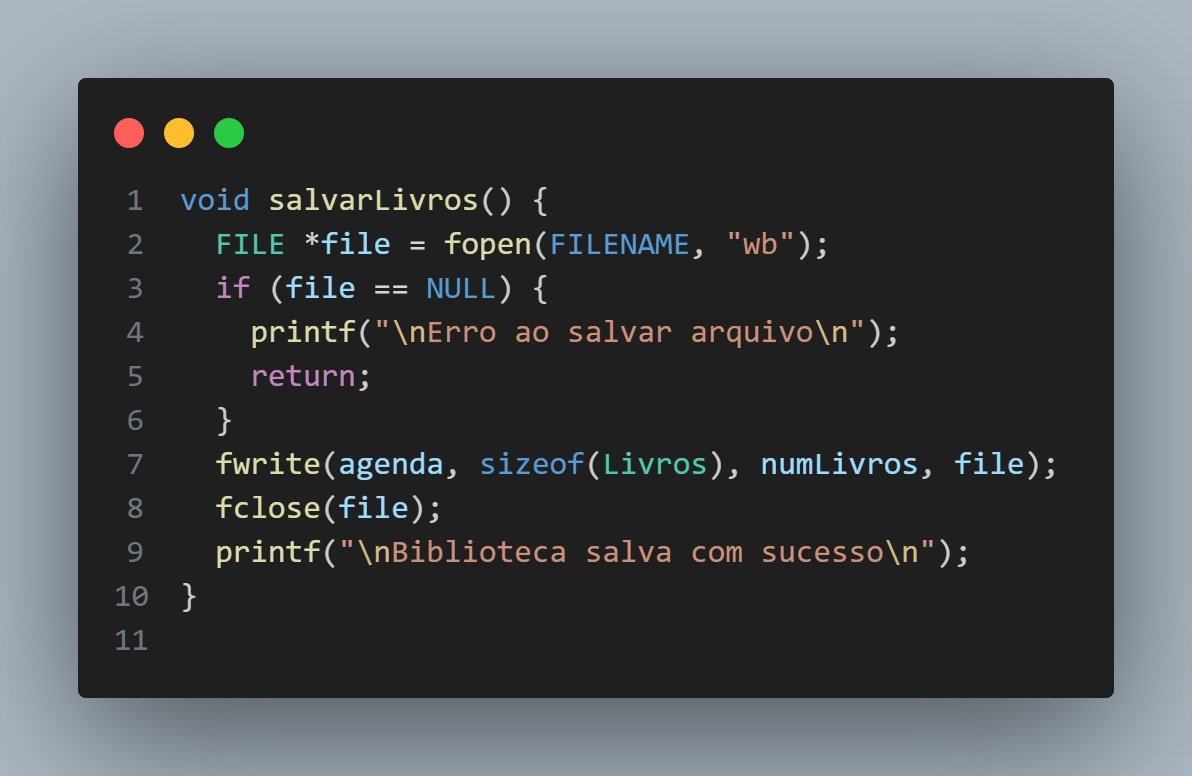 1 void salvarLivros() {
2   FILE *file = fopen(FILENAME, "wb");
3   if (file == NULL) {
4     printf("\nErro ao salvar arquivo\n");
5     return;
6   }
7   fwrite(agenda, sizeof(Livros), numLivros, file);
8   fclose(file);
9   printf("\nBiblioteca salva com sucesso\n");
10 }
11